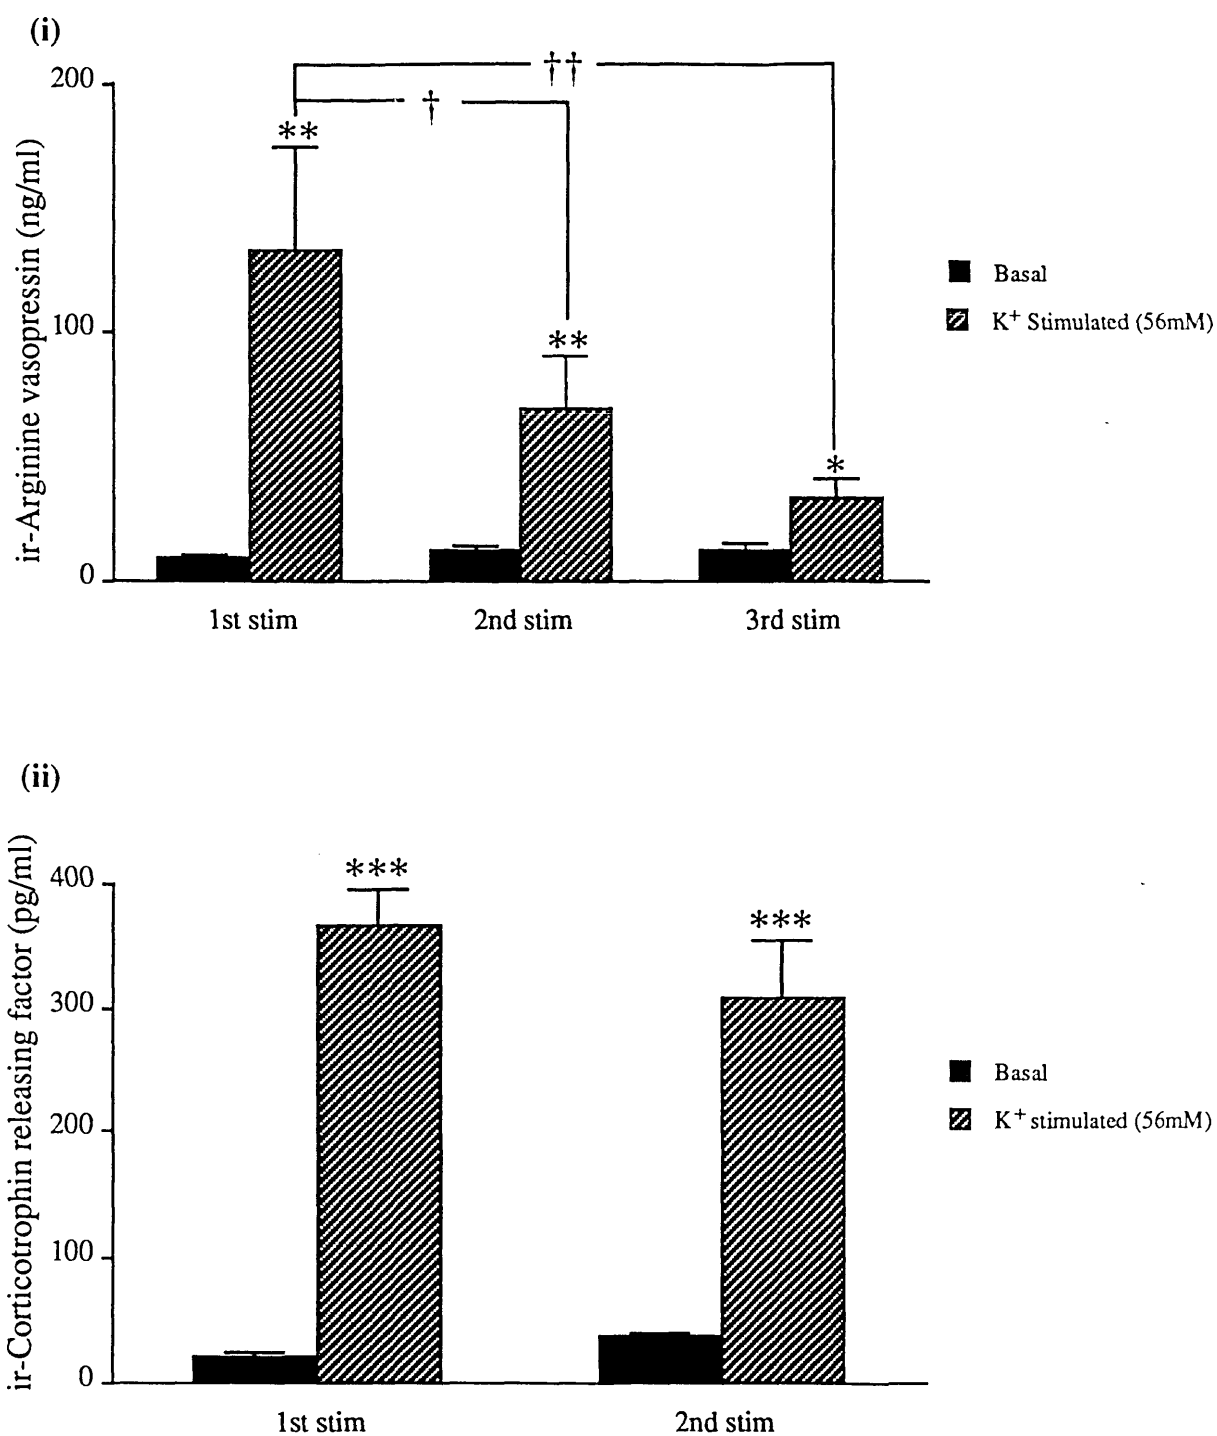 (i)
200
††
†
**
ir-Arginine vasopressin (ng/ml)
Basal
K+ Stimulated (56mM)
100
**
*
0
1st stim
2nd stim
3rd stim
(ii)
ir-Corticotrophin releasing factor (pg/ml)
400
***
***
300
Basal
K+ stimulated (56mM)
200
100
0
1st stim
2nd stim